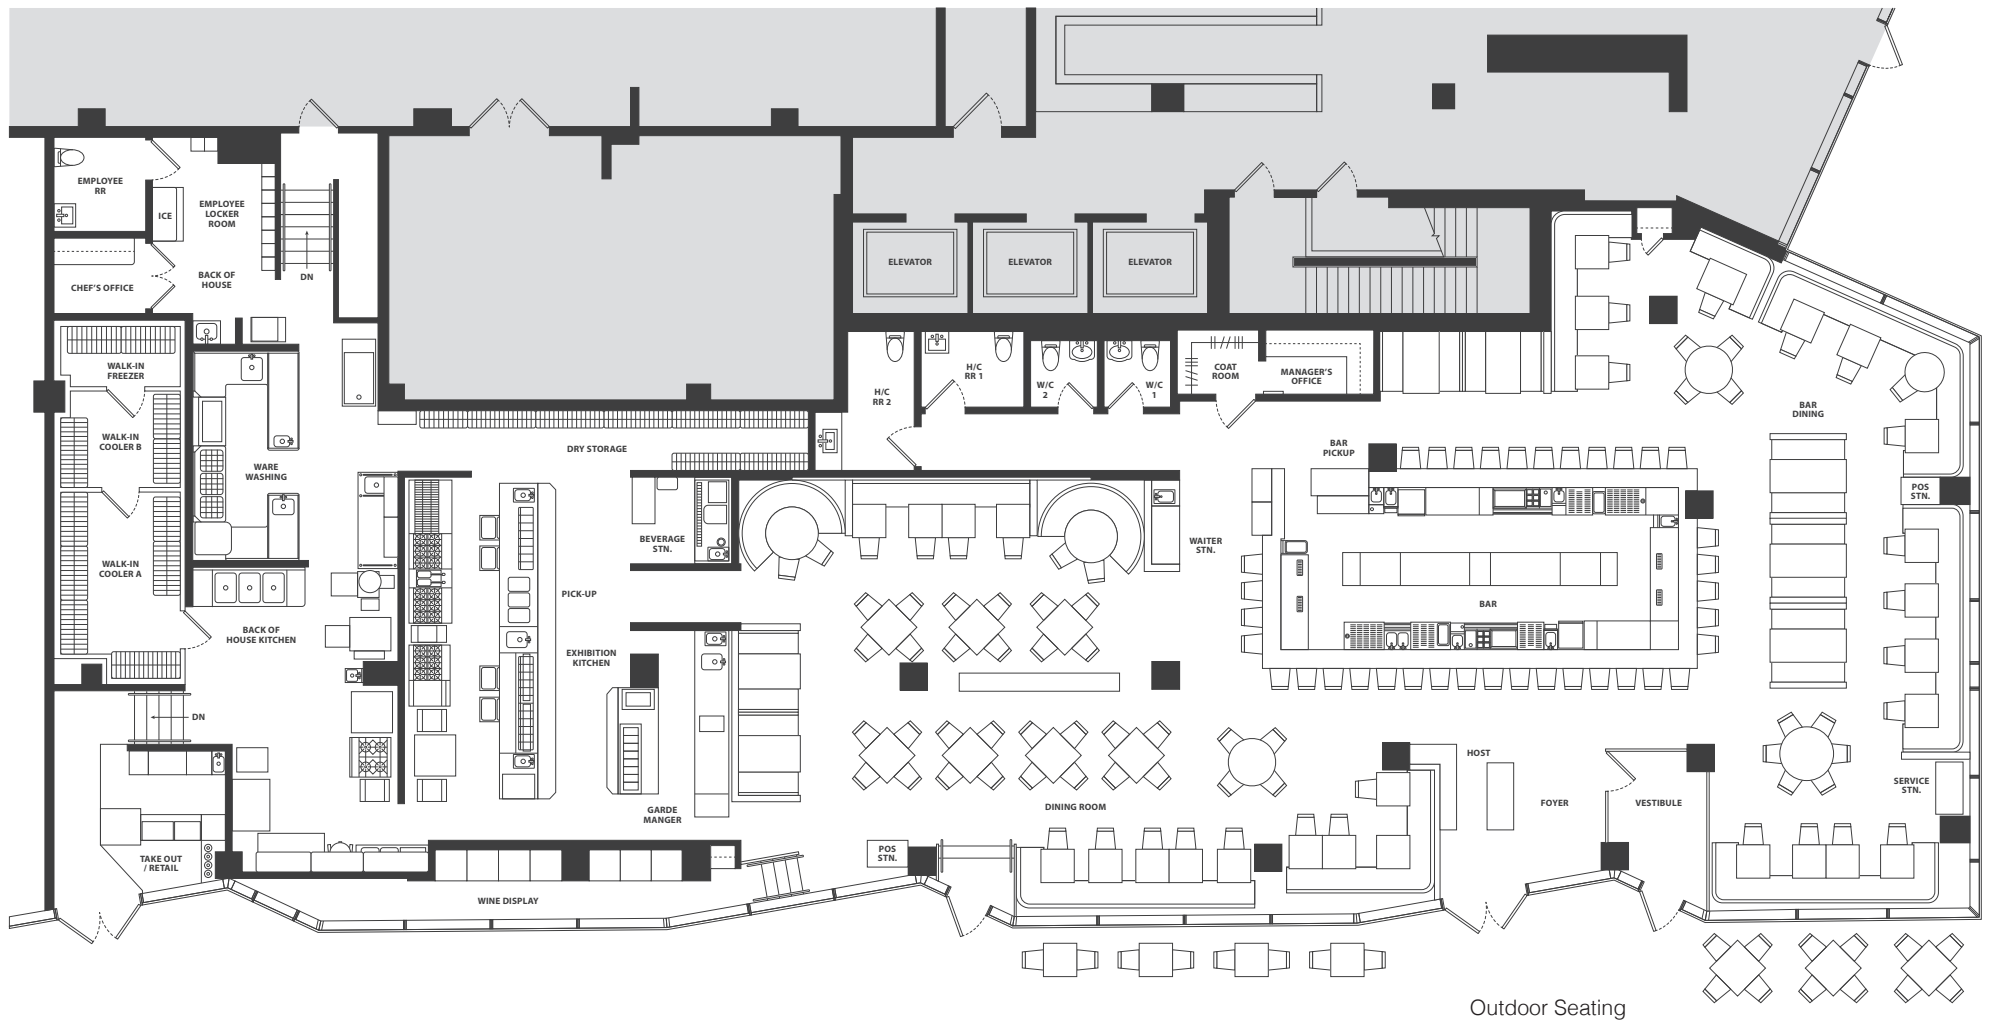 EMPLOYEE
RR
ICE
EMPLOYEE
LOCKER
ROOM
DN
BACK OF
HOUSE
CHEF'S OFFICE
ELEVATOR
ELEVATOR
ELEVATOR
WALK-IN
FREEZER
WALK-IN
COOLER B
WARE
WASHING
WALK-IN
COOLER A
DRY STORAGE
H/C
RR 2
H/C
RR 1
W/C
2
W/C
1
COAT
ROOM
MANAGER'S
OFFICE
BAR
PICKUP
BAR
DINING
POS
STN.
BEVERAGE
STN.
WAITER
STN.
PICK-UP
BAR
BACK OF
HOUSE KITCHEN
EXHIBITION
KITCHEN
DN
HOST
FOYER
VESTIBULE
SERVICE
STN.
GARDE
MANGER
DINING ROOM
TAKE OUT
/ RETAIL
POS
STN.
WINE DISPLAY
Outdoor Seating